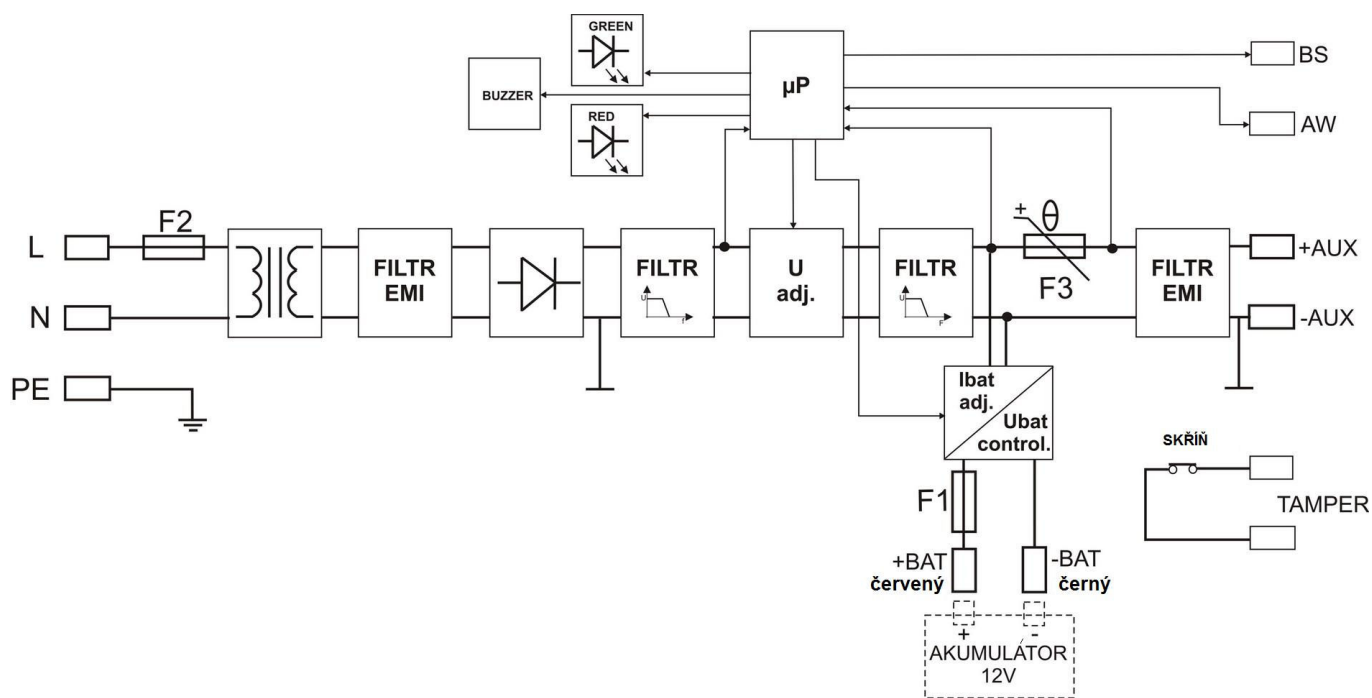 GREEN
BUZZER
RED
µP
BS
AW
L
F2
N
PE
FILTR
EMI
FILTR
U
f
U
adj.
FILTR
U
F
+ θ
F3
FILTR
EMI
+AUX
-AUX
Ibat
adj.
Ubat
control.
SKŘÍŇ
TAMPER
F1
+BAT
červený
-BAT
černý
+ -
AKUMULÁTOR
12V